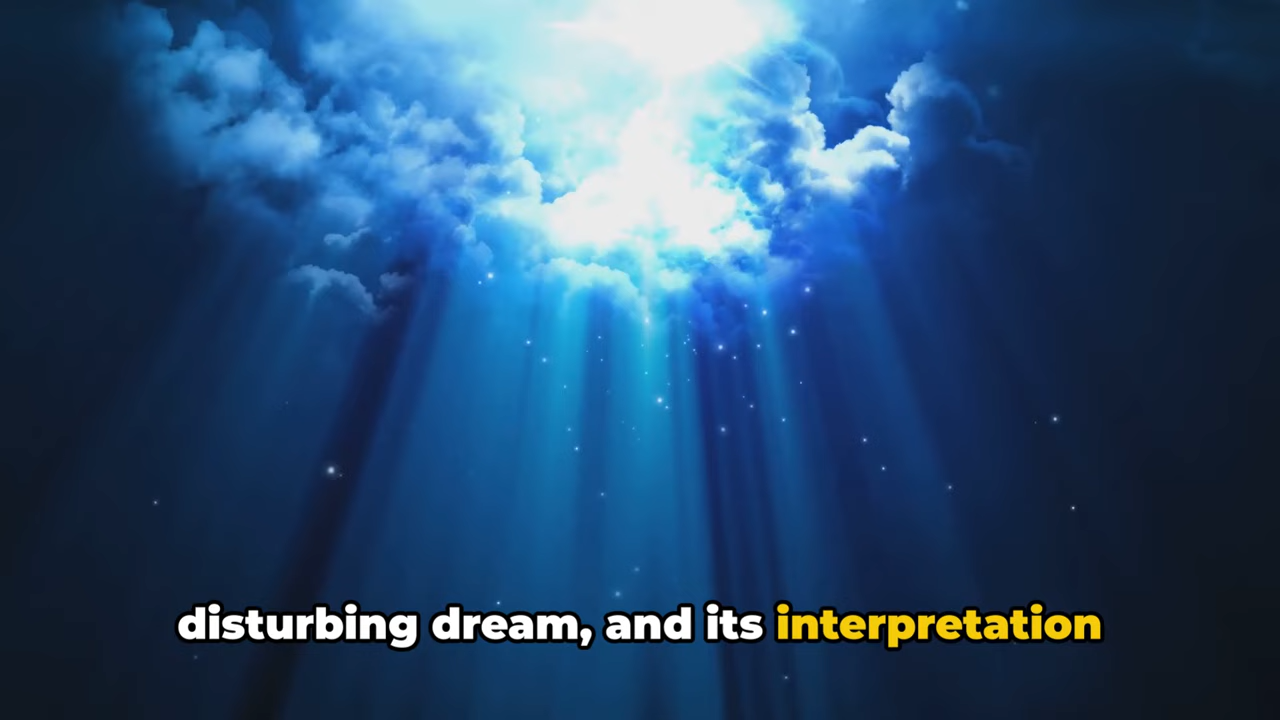 disturbing dream, and its interpretation